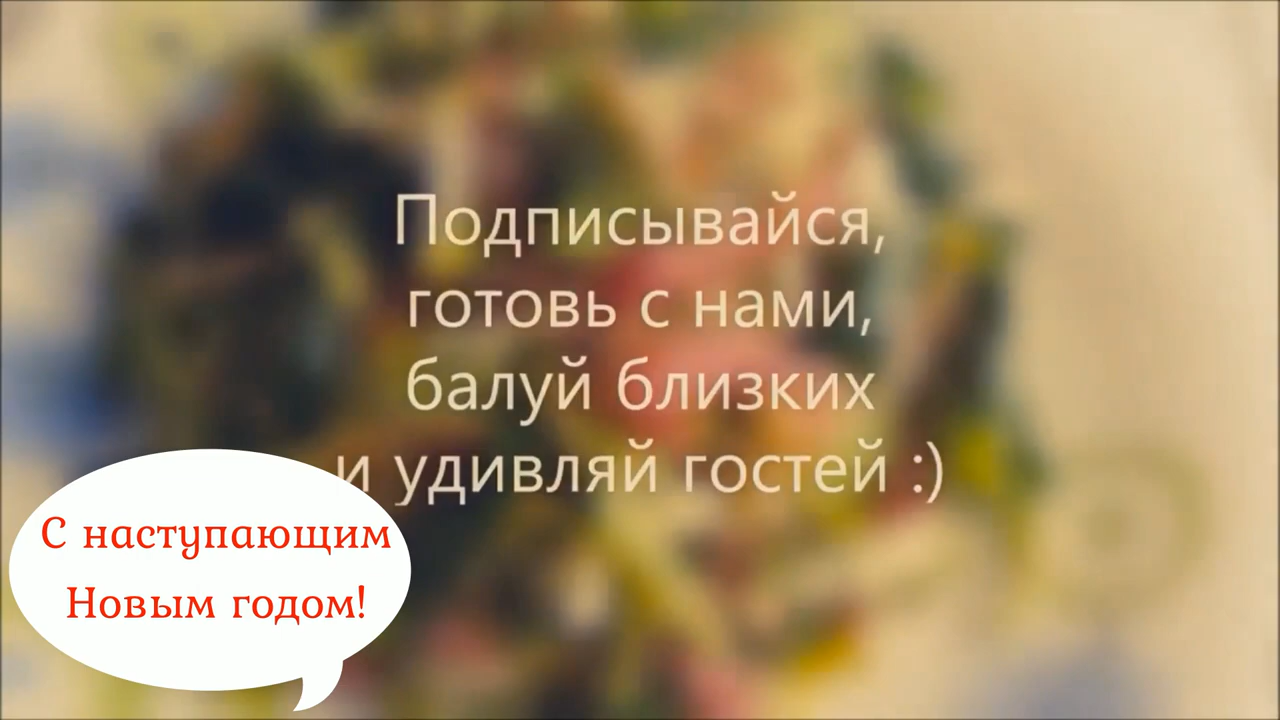 Подписывайся,
готовь с нами,
балуй близких
и удивляй гостей :)
С наступающим
Новым годом!